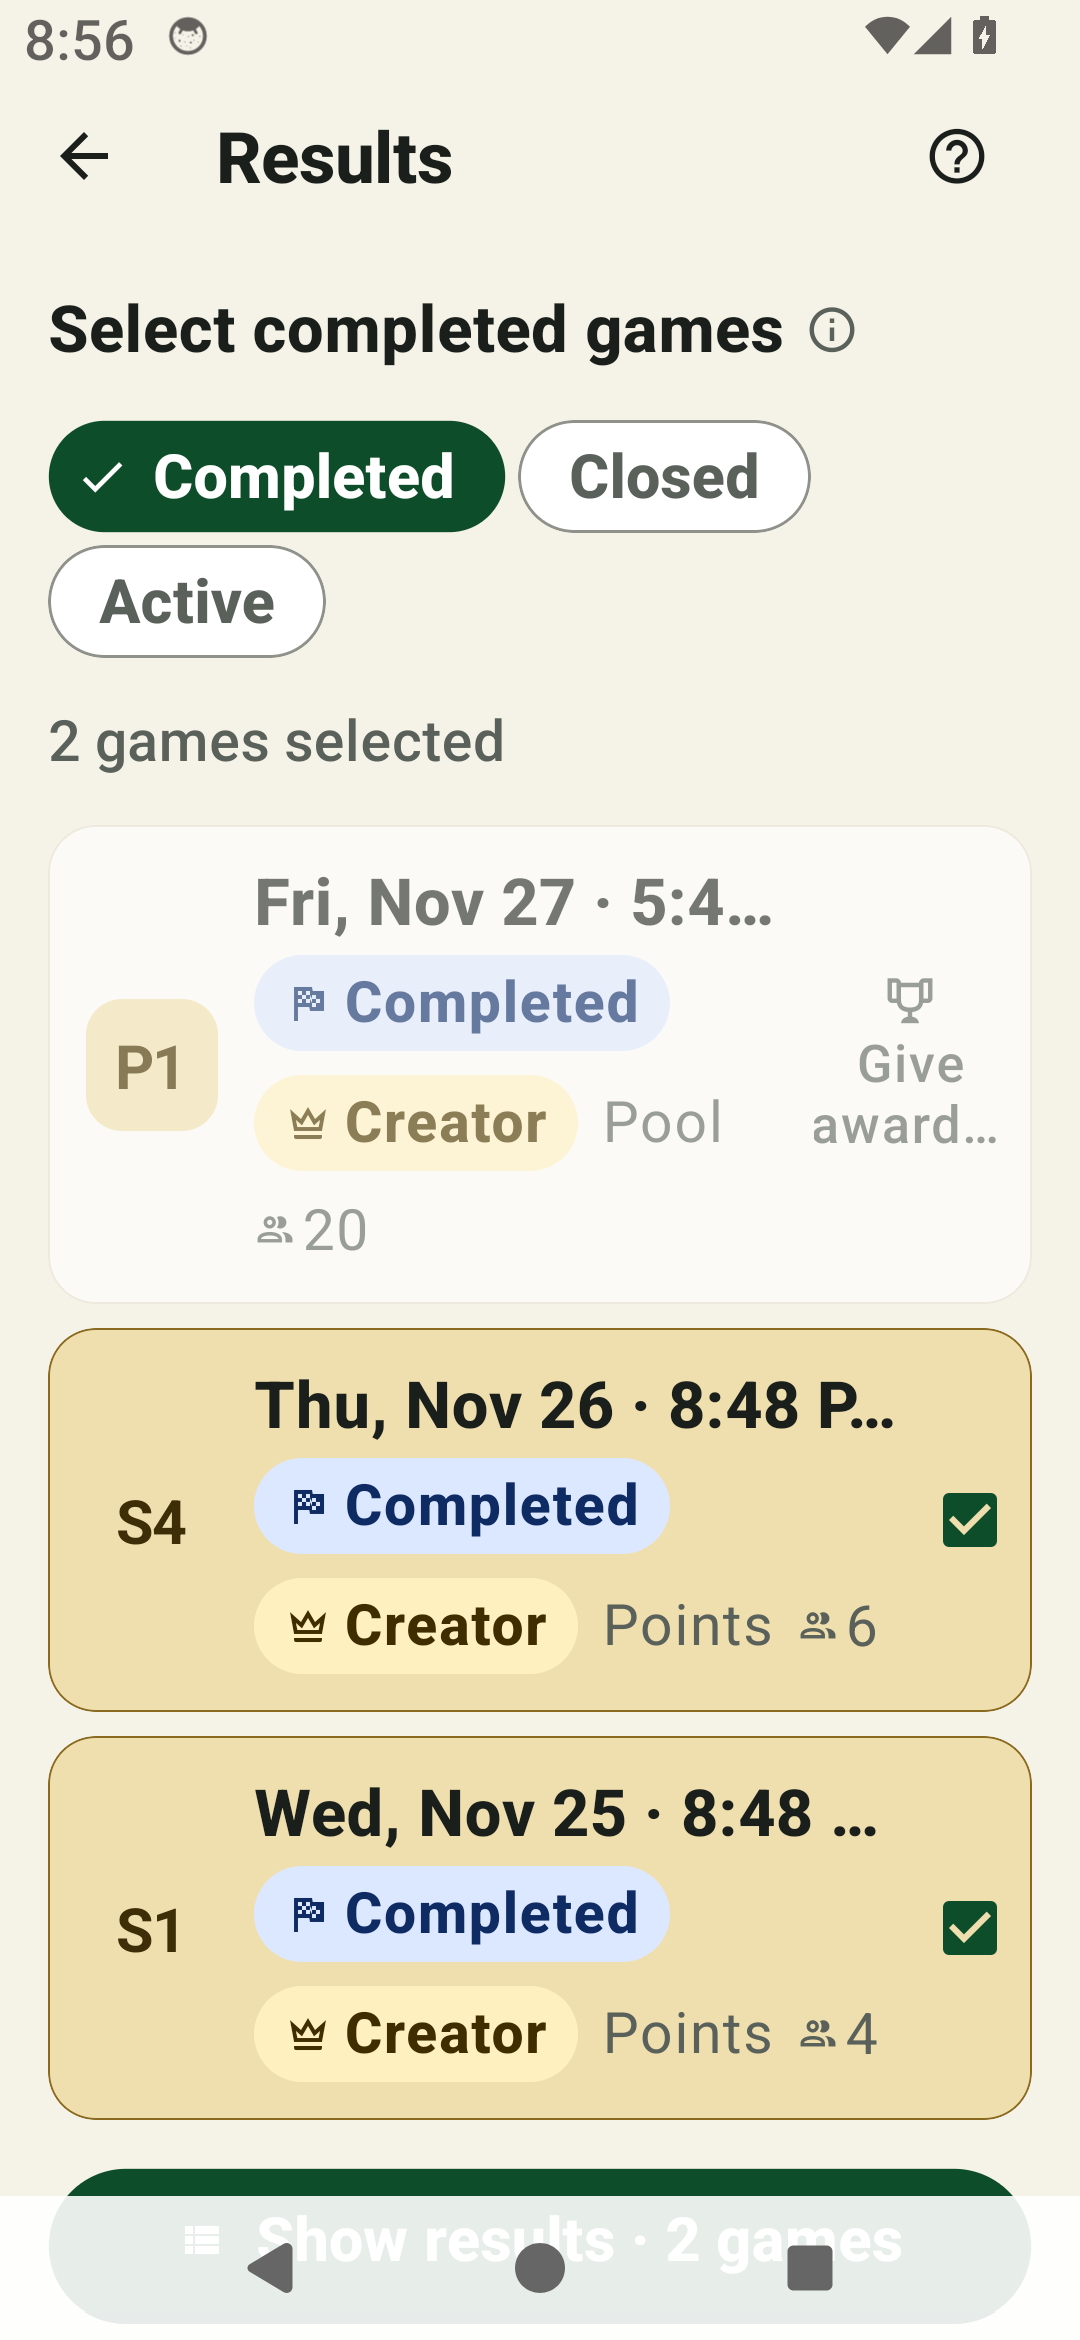 8:56
Results
Select completed games
Completed
Closed
Active
2 games selected
Fri, Nov 27 · 5:4…
Completed
P1
Creator
Pool
Give
award…
20
Thu, Nov 26 · 8:48 P…
Completed
S4
Creator
Points
6
Wed, Nov 25 · 8:48 …
Completed
S1
Creator
Points
4
Show results · 2 games